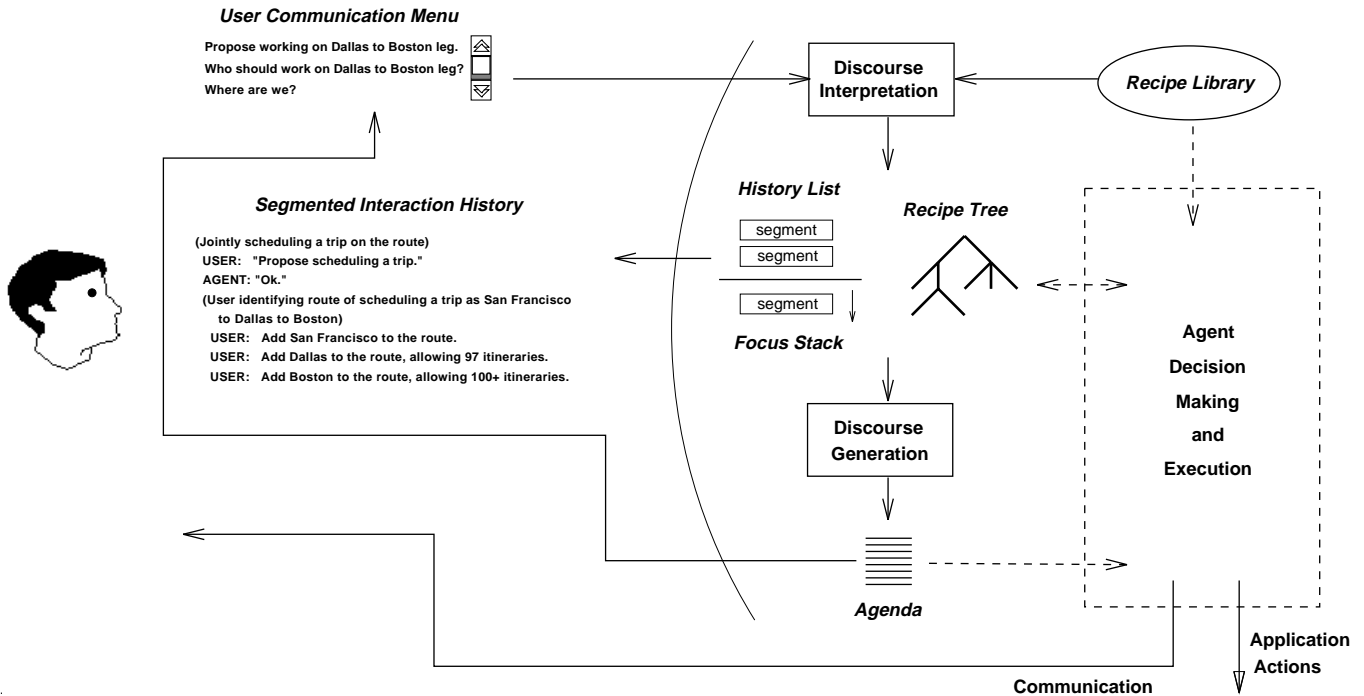 User Communication Menu
Propose working on Dallas to Boston leg.
Who should work on Dallas to Boston leg?
Where are we?
Discourse
Interpretation
Recipe Library
Segmented Interaction History
(Jointly scheduling a trip on the route)
USER: "Propose scheduling a trip."
AGENT: "Ok."
(User identifying route of scheduling a trip as San Francisco
to Dallas to Boston)
USER: Add San Francisco to the route.
USER: Add Dallas to the route, allowing 97 itineraries.
USER: Add Boston to the route, allowing 100+ itineraries.
History List
segment
segment
segment
Focus Stack
Recipe Tree
Discourse
Generation
Agenda
Agent
Decision
Making
and
Execution
Communication
Application
Actions